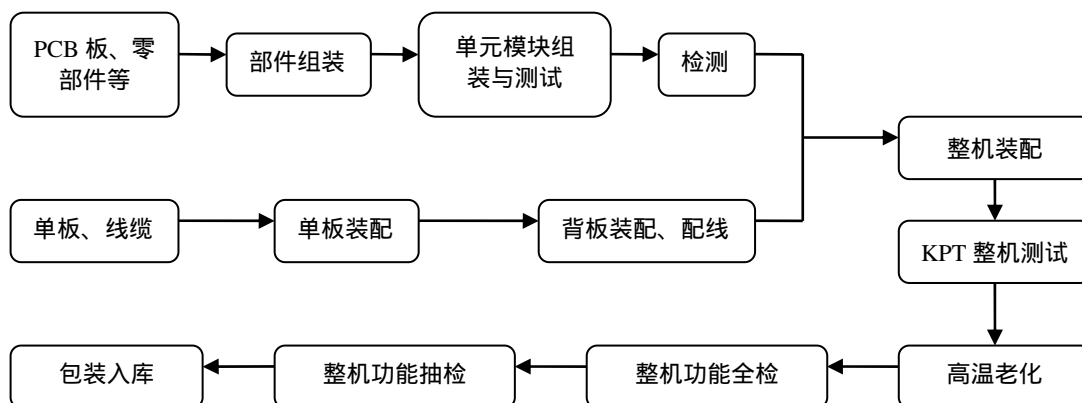 PCB 板、零
部件等
部件组装
单元模块组
装与测试
检测
整机装配
单板、线缆
单板装配
背板装配、配线
KPT 整机测试
包装入库
整机功能抽检
整机功能全检
高温老化